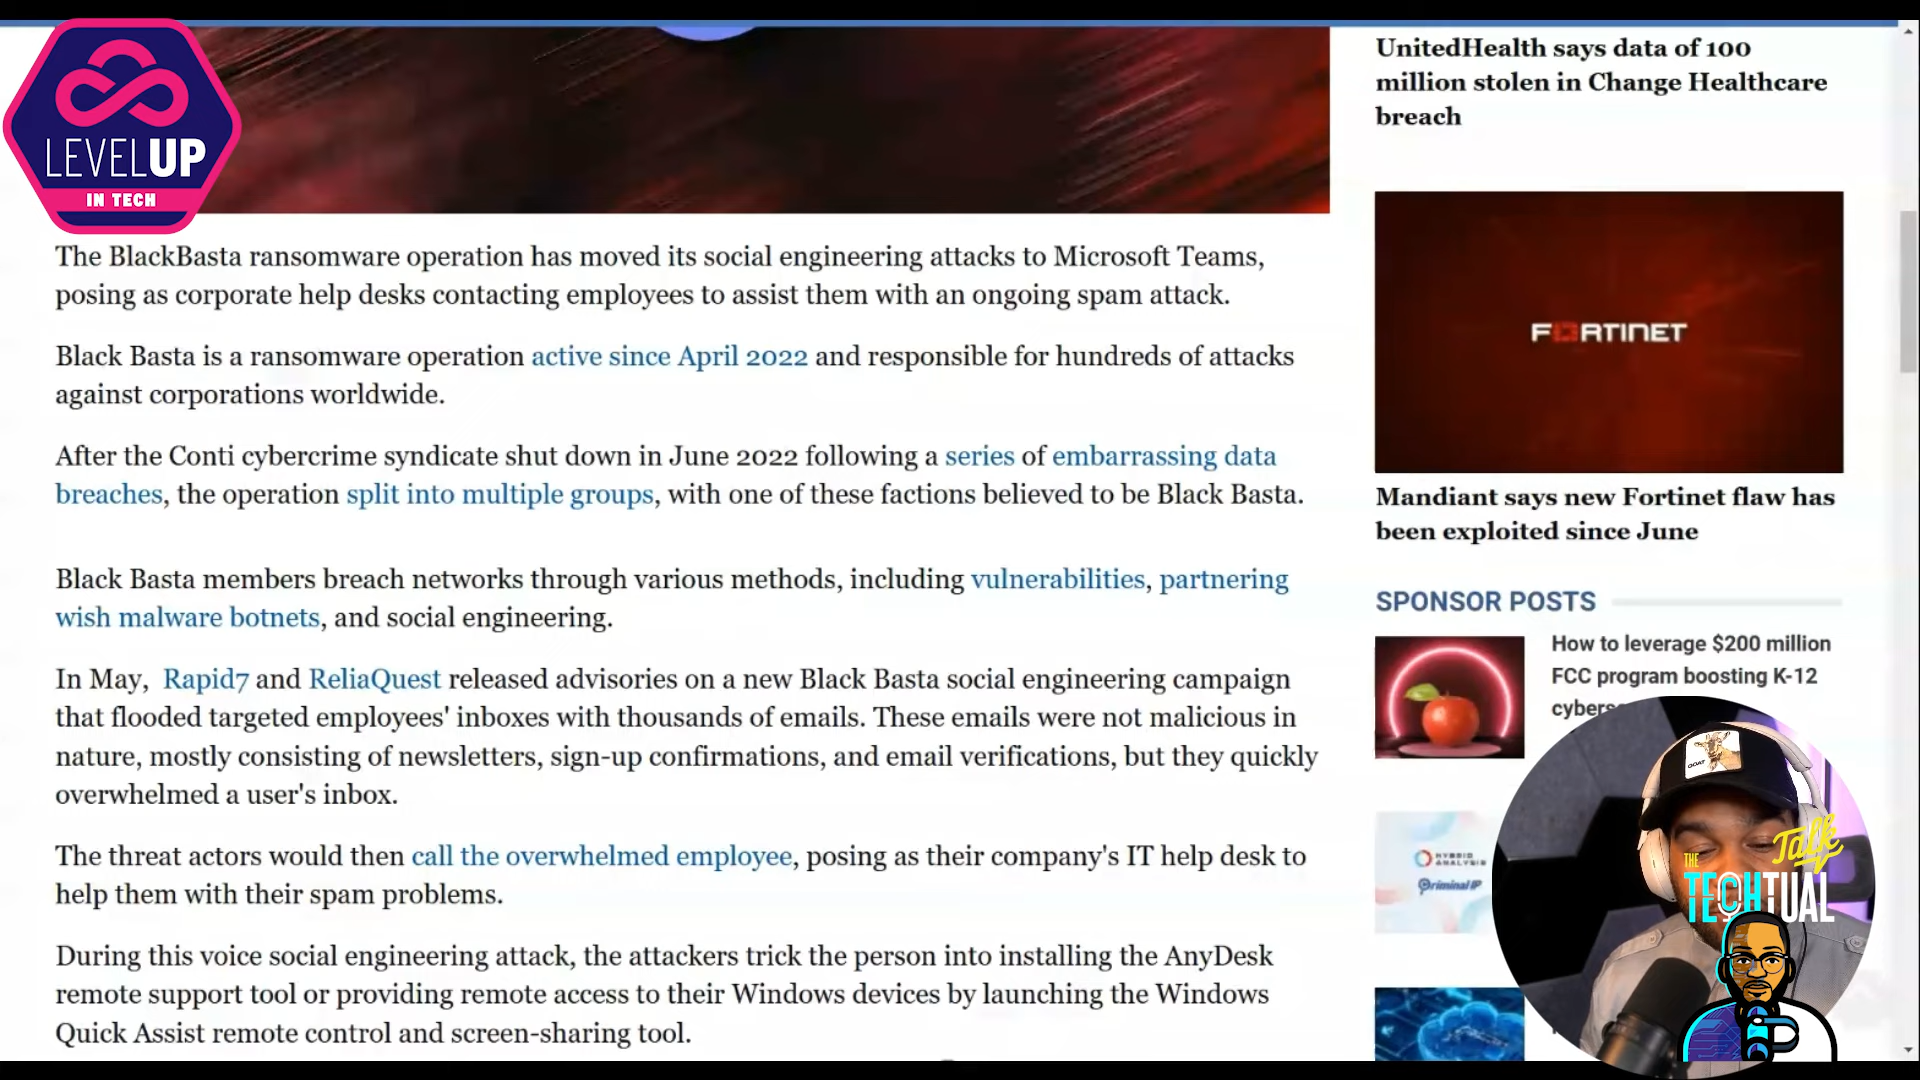 LEVELUP
IN TECH
The BlackBasta ransomware operation has moved its social engineering attacks to Microsoft Teams,
posing as corporate help desks contacting employees to assist them with an ongoing spam attack.
Black Basta is a ransomware operation active since April 2022 and responsible for hundreds of attacks
against corporations worldwide.
After the Conti cybercrime syndicate shut down in June 2022 following a series of embarrassing data
breaches, the operation split into multiple groups, with one of these factions believed to be Black Basta.
Black Basta members breach networks through various methods, including vulnerabilities, partnering
wish malware botnets, and social engineering.
In May, Rapid7 and ReliaQuest released advisories on a new Black Basta social engineering campaign
that flooded targeted employees' inboxes with thousands of emails. These emails were not malicious in
nature, mostly consisting of newsletters, sign-up confirmations, and email verifications, but they quickly
overwhelmed a user's inbox.
The threat actors would then call the overwhelmed employee, posing as their company's IT help desk to
help them with their spam problems.
During this voice social engineering attack, the attackers trick the person into installing the AnyDesk
remote support tool or providing remote access to their Windows devices by launching the Windows
Quick Assist remote control and screen-sharing tool.
UnitedHealth says data of 100
million stolen in Change Healthcare
breach
FORTINET
Mandiant says new Fortinet flaw has
been exploited since June
SPONSOR POSTS
How to leverage $200 million
FCC program boosting K-12
HYBRID
ANALYSIS
Criminal IP
GOAT
THE
TECHTUAL
Talk